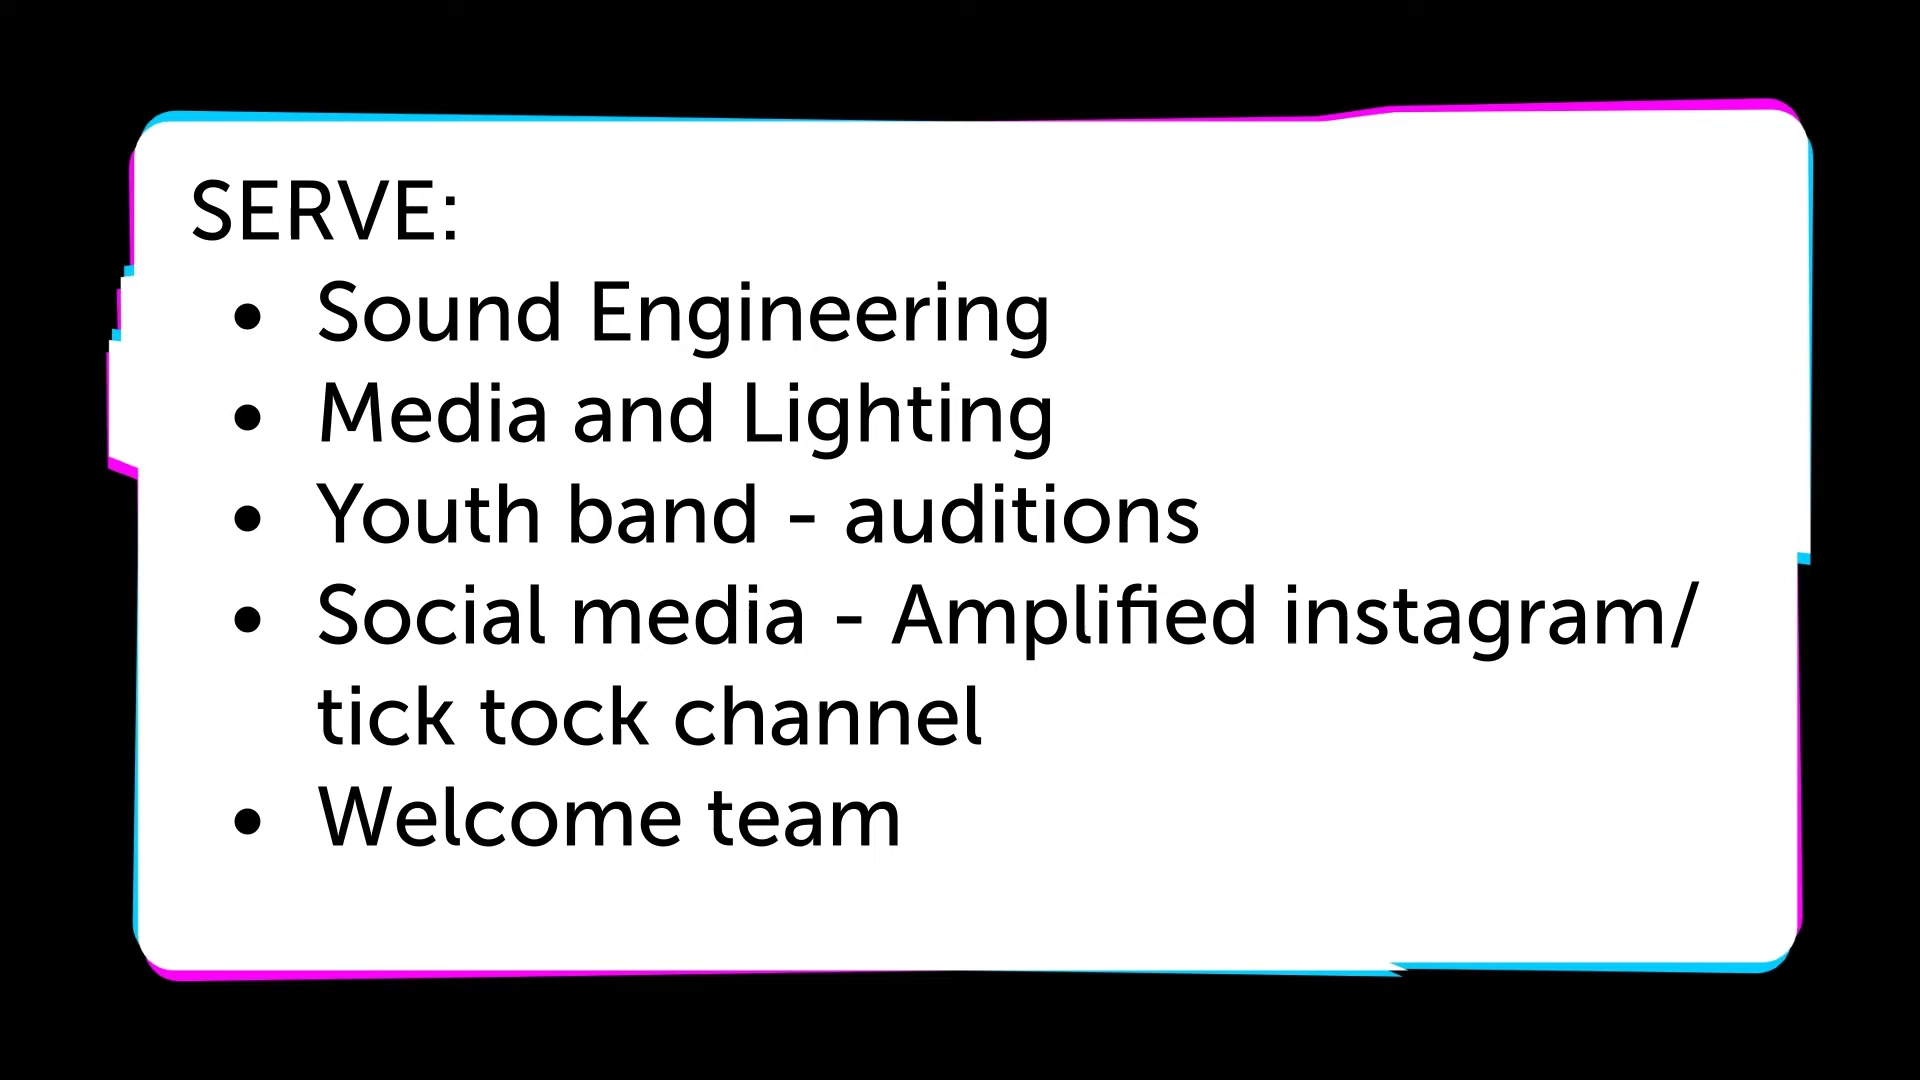 SERVE:
• Sound Engineering
• Media and Lighting
• Youth band - auditions
• Social media - Amplified instagram/
tick tock channel
• Welcome team